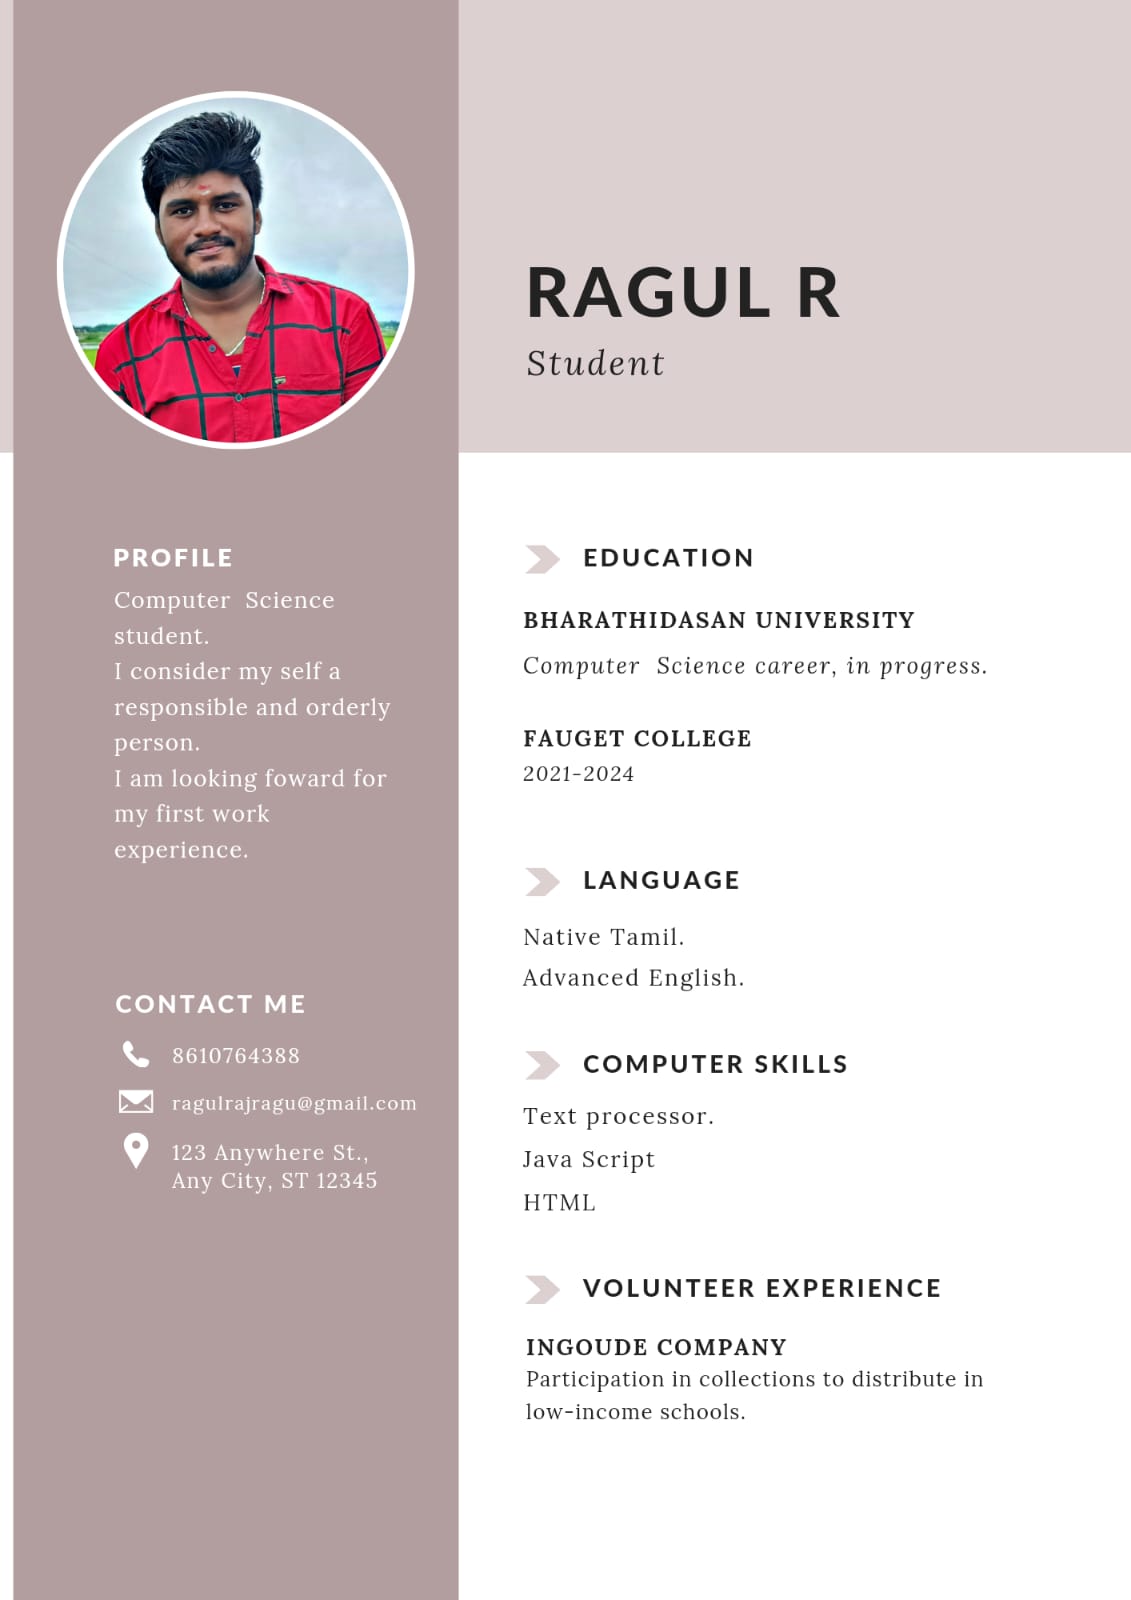 RAGUL R
Student
PROFILE
Computer  Science
student.
I consider my self a
responsible and orderly
person.
I am looking foward for
my first work
experience.
CONTACT ME
8610764388
ragulrajragu@gmail.com
123 Anywhere St.,
Any City, ST 12345
EDUCATION
BHARATHIDASAN UNIVERSITY
Computer  Science career, in progress.
FAUGET COLLEGE
2021-2024
LANGUAGE
Native Tamil.
Advanced English.
COMPUTER SKILLS
Text processor.
Java Script
HTML
VOLUNTEER EXPERIENCE
INGOUDE COMPANY
Participation in collections to distribute in
low-income schools.